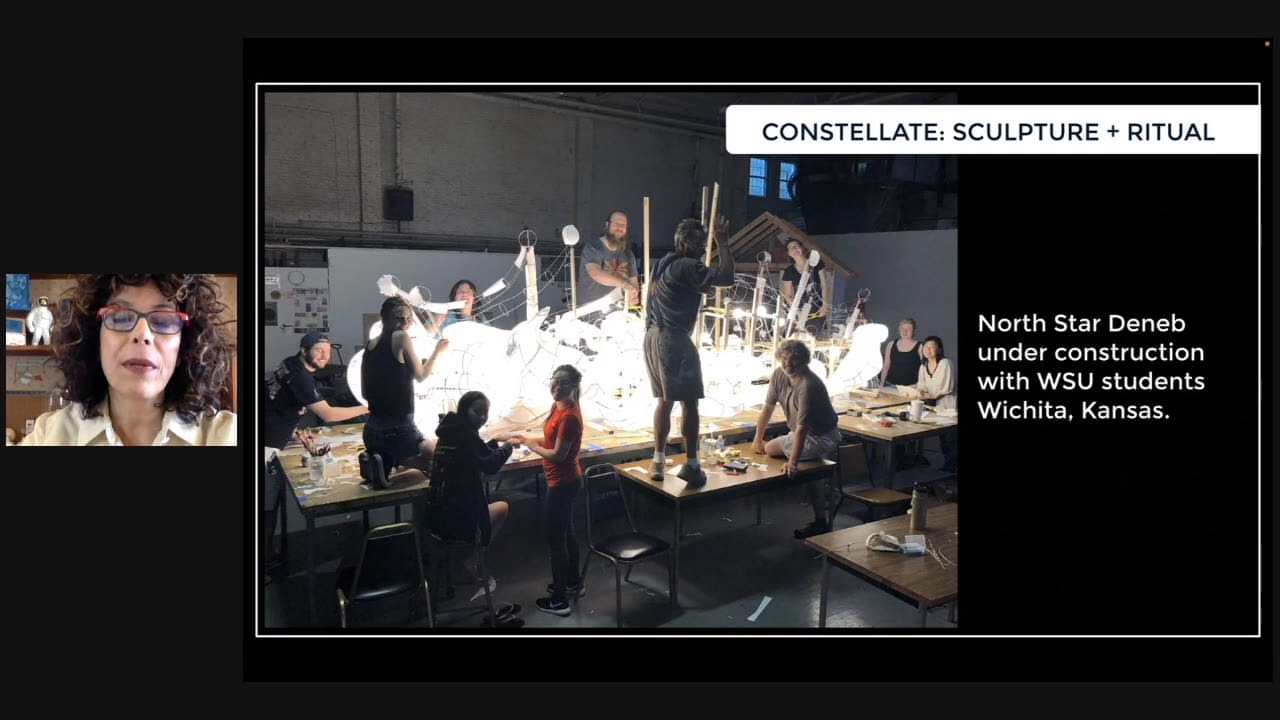 CONSTELLATE: SCULPTURE + RITUAL
North Star Deneb
under construction
with WSU students
Wichita, Kansas.